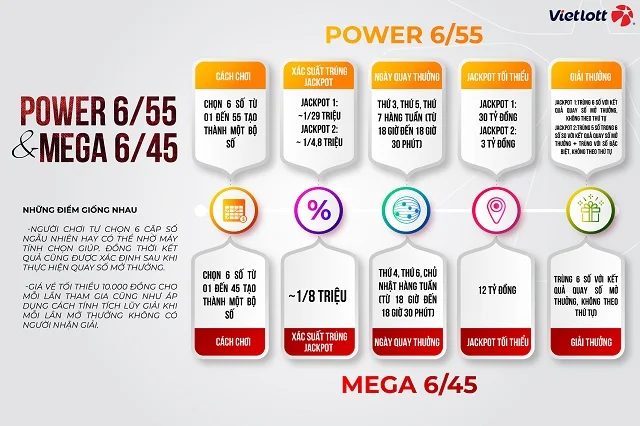 Vietlott
POWER 6/55
POWER 6/55
& MEGA 6/45
NHỮNG ĐIỂM GIỐNG NHAU
-NGƯỜI CHƠI TỰ CHỌN 6 CẶP SỐ
NGẪU NHIÊN HAY CÓ THỂ NHỜ MÁY
TÍNH CHỌN GIÚP. ĐỒNG THỜI KẾT
QUẢ CŨNG ĐƯỢC XÁC ĐỊNH SAU KHI
THỰC HIỆN QUAY SỐ MỞ THƯỞNG.
-GIÁ VÉ TỐI THIỂU 10.000 ĐỒNG CHO
MỖI LẦN THAM GIA CŨNG NHƯ ÁP
DỤNG CÁCH TÍNH TÍCH LŨY GIẢI KHI
MỖI LẦN MỞ THƯỞNG KHÔNG CÓ
NGƯỜI NHẬN GIẢI.
CÁCH CHƠI
CHỌN 6 SỐ TỪ
01 ĐẾN 55 TẠO
THÀNH MỘT BỘ
SỐ
XÁC SUẤT TRÚNG
JACKPOT
JACKPOT 1:
~1/29 TRIỆU
JACKPOT 2:
~ 1/4,8 TRIỆU
NGÀY QUAY THƯỞNG
THỨ 3, THỨ 5, THỨ
7 HÀNG TUẦN (TỪ
18 GIỜ ĐẾN 18 GIỜ
30 PHÚT)
JACKPOT TỐI THIỂU
JACKPOT 1:
30 TỶ ĐỒNG
JACKPOT 2:
3 TỶ ĐỒNG
GIẢI THƯỞNG
JACKPOT 1:TRÙNG 6 SỐ VỚI KẾT
QUẢ QUAY SỐ MỞ THƯỞNG,
KHÔNG THEO THỨ TỰ
JACKPOT 2:TRÙNG 5 SỐ TRONG 6
SỐ SO VỚI KẾT QUẢ QUAY SỐ MỞ
THƯỞNG + TRÙNG VỚI SỐ ĐẶC
BIỆT, KHÔNG THEO THỨ TỰ
%
CHỌN 6 SỐ TỪ
01 ĐẾN 45 TẠO
THÀNH MỘT BỘ
SỐ
CÁCH CHƠI
~1/8 TRIỆU
XÁC SUẤT TRÚNG
JACKPOT
THỨ 4, THỨ 6, CHỦ
NHẬT HÀNG TUẦN
(TỪ 18 GIỜ ĐẾN
18 GIỜ 30 PHÚT)
NGÀY QUAY THƯỞNG
12 TỶ ĐỒNG
JACKPOT TỐI THIỂU
TRÙNG 6 SỐ VỚI KẾT
QUẢ QUAY SỐ MỞ
THƯỞNG, KHÔNG THEO
THỨ TỰ
GIẢI THƯỞNG
MEGA 6/45